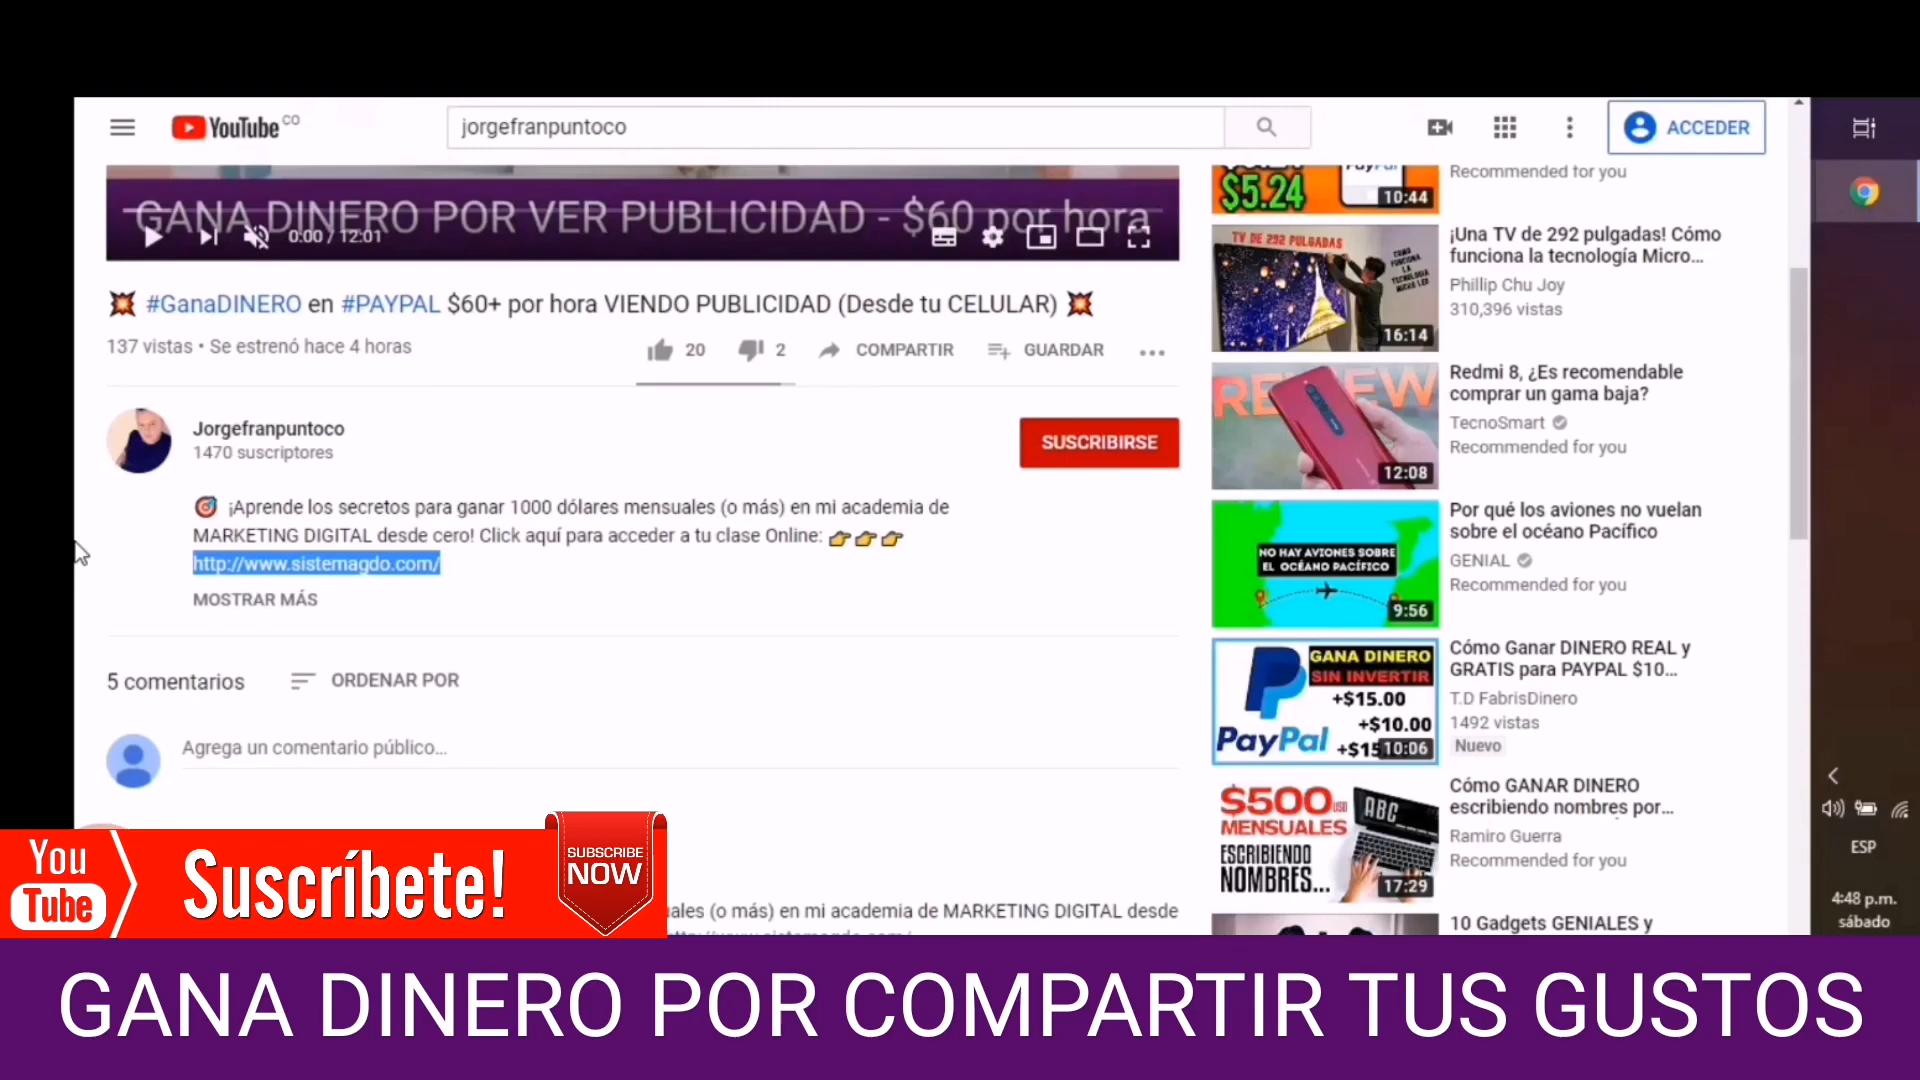 YouTube CO
jorgefranpuntoco
ACCEDER
GANA DINERO POR VER PUBLICIDAD - $60 por hora
0:00 / 12:01
💥 #GanaDINERO en #PAYPAL $60+ por hora VIENDO PUBLICIDAD (Desde tu CELULAR) 💥
137 vistas • Se estrenó hace 4 horas
20
2
COMPARTIR
GUARDAR
Jorgefranpuntoco
1470 suscriptores
SUSCRIBIRSE
🎯 ¡Aprende los secretos para ganar 1000 dólares mensuales (o más) en mi academia de
MARKETING DIGITAL desde cero! Click aquí para acceder a tu clase Online: 👉👉👉
http://www.sistemagdo.com/
MOSTRAR MÁS
5 comentarios
ORDENAR POR
Agrega un comentario público...
(o más) en mi academia de MARKETING DIGITAL desde
$5.24
PayPal
10:44
Recommended for you
TV DE 292 PULGADAS
COMO
FUNCIONA
LA
TECNOLOGÍA
MICRO LED
16:14
¡Una TV de 292 pulgadas! Cómo
funciona la tecnología Micro...
Phillip Chu Joy
310,396 vistas
REVIEW
12:08
Redmi 8, ¿Es recomendable
comprar un gama baja?
TecnoSmart
Recommended for you
NO HAY AVIONES SOBRE
EL OCÉANO PACÍFICO
9:56
Por qué los aviones no vuelan
sobre el océano Pacífico
GENIAL
Recommended for you
GANA DINERO
SIN INVERTIR
+$15.00
+$10.00
PayPal +$15
10:06
Cómo Ganar DINERO REAL y
GRATIS para PAYPAL $10...
T.D FabrisDinero
1492 vistas
Nuevo
$500 USD
MENSUALES
ESCRIBIENDO
NOMBRES...
ABC
17:29
Cómo GANAR DINERO
escribiendo nombres por...
Ramiro Guerra
Recommended for you
10 Gadgets GENIALES y
ESP
4:48 p.m.
sábado
You
Tube
Suscríbete!
SUBSCRIBE
NOW
GANA DINERO POR COMPARTIR TUS GUSTOS